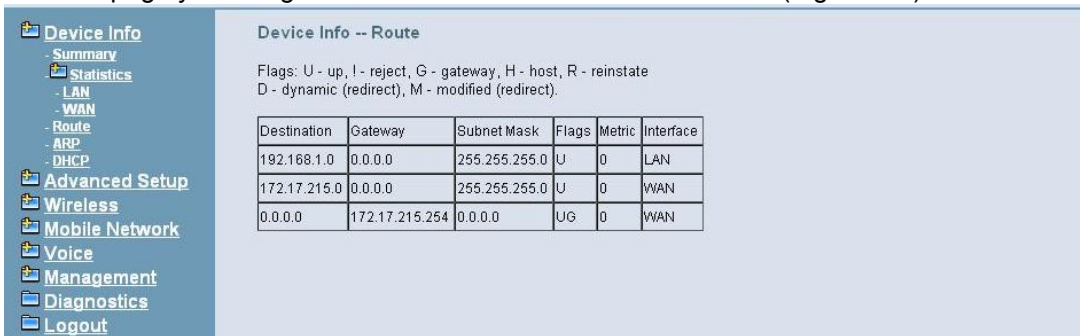 Device Info
- Summary
- Statistics
- LAN
- WAN
- Route
- ARP
- DHCP
Advanced Setup
Wireless
Mobile Network
Voice
Management
Diagnostics
Logout
Device Info -- Route
Flags: U - up, ! - reject, G - gateway, H - host, R - reinstate
D - dynamic (redirect), M - modified (redirect).
Destination Gateway Subnet Mask Flags Metric Interface
192.168.1.0 0.0.0.0 255.255.255.0 U 0 LAN
172.17.215.0 0.0.0.0 255.255.255.0 U 0 WAN
0.0.0.0 172.17.215.254 0.0.0.0 UG 0 WAN